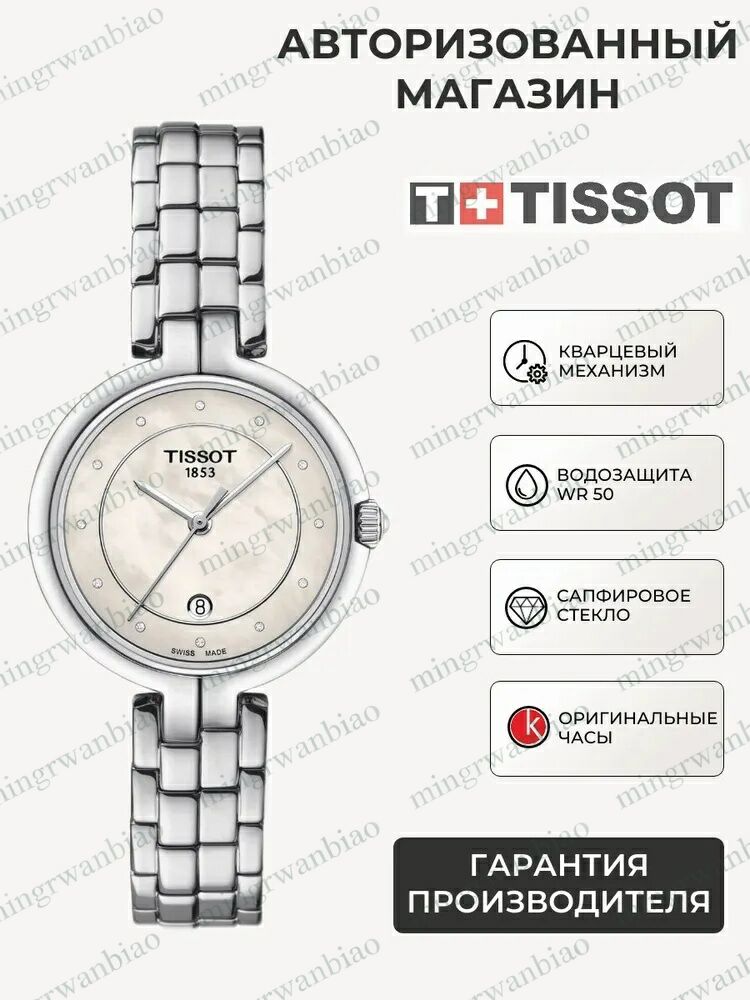 АВТОРИЗОВАННЫЙ
МАГАЗИН
T+ TISSOT
КВАРЦЕВЫЙ
МЕХАНИЗМ
ВОДОЗАЩИТА
WR 50
САПФИРОВОЕ
СТЕКЛО
k ОРИГИНАЛЬНЫЕ
ЧАСЫ
ГАРАНТИЯ
ПРОИЗВОДИТЕЛЯ
TISSOT
1853
8
SWISS MADE
mingrwanbiao